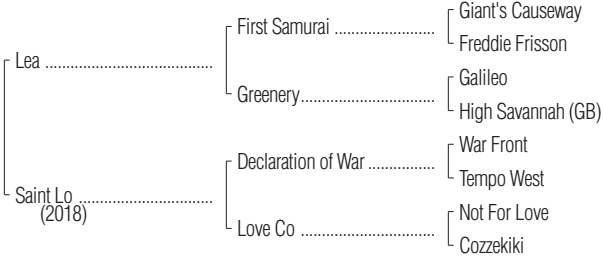 Giant's Causeway
First Samurai ....................
Freddie Frisson
Lea ..................................
Galileo
Greenery...........................
High Savannah (GB)
War Front
Declaration of War .............
Tempo West
Saint Lo ...........................
(2018)
Not For Love
Love Co ...........................
Cozzekiki